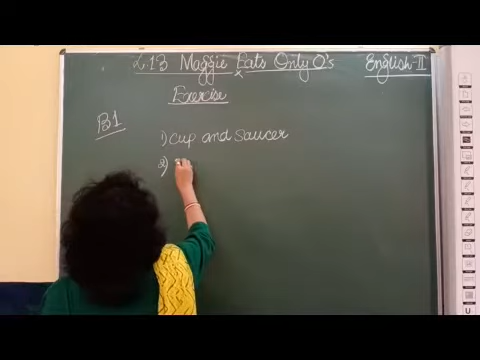 2.13 Maggie Eats Only O's English-II
Exercise
B1
1) Cup and Saucer
2)
U